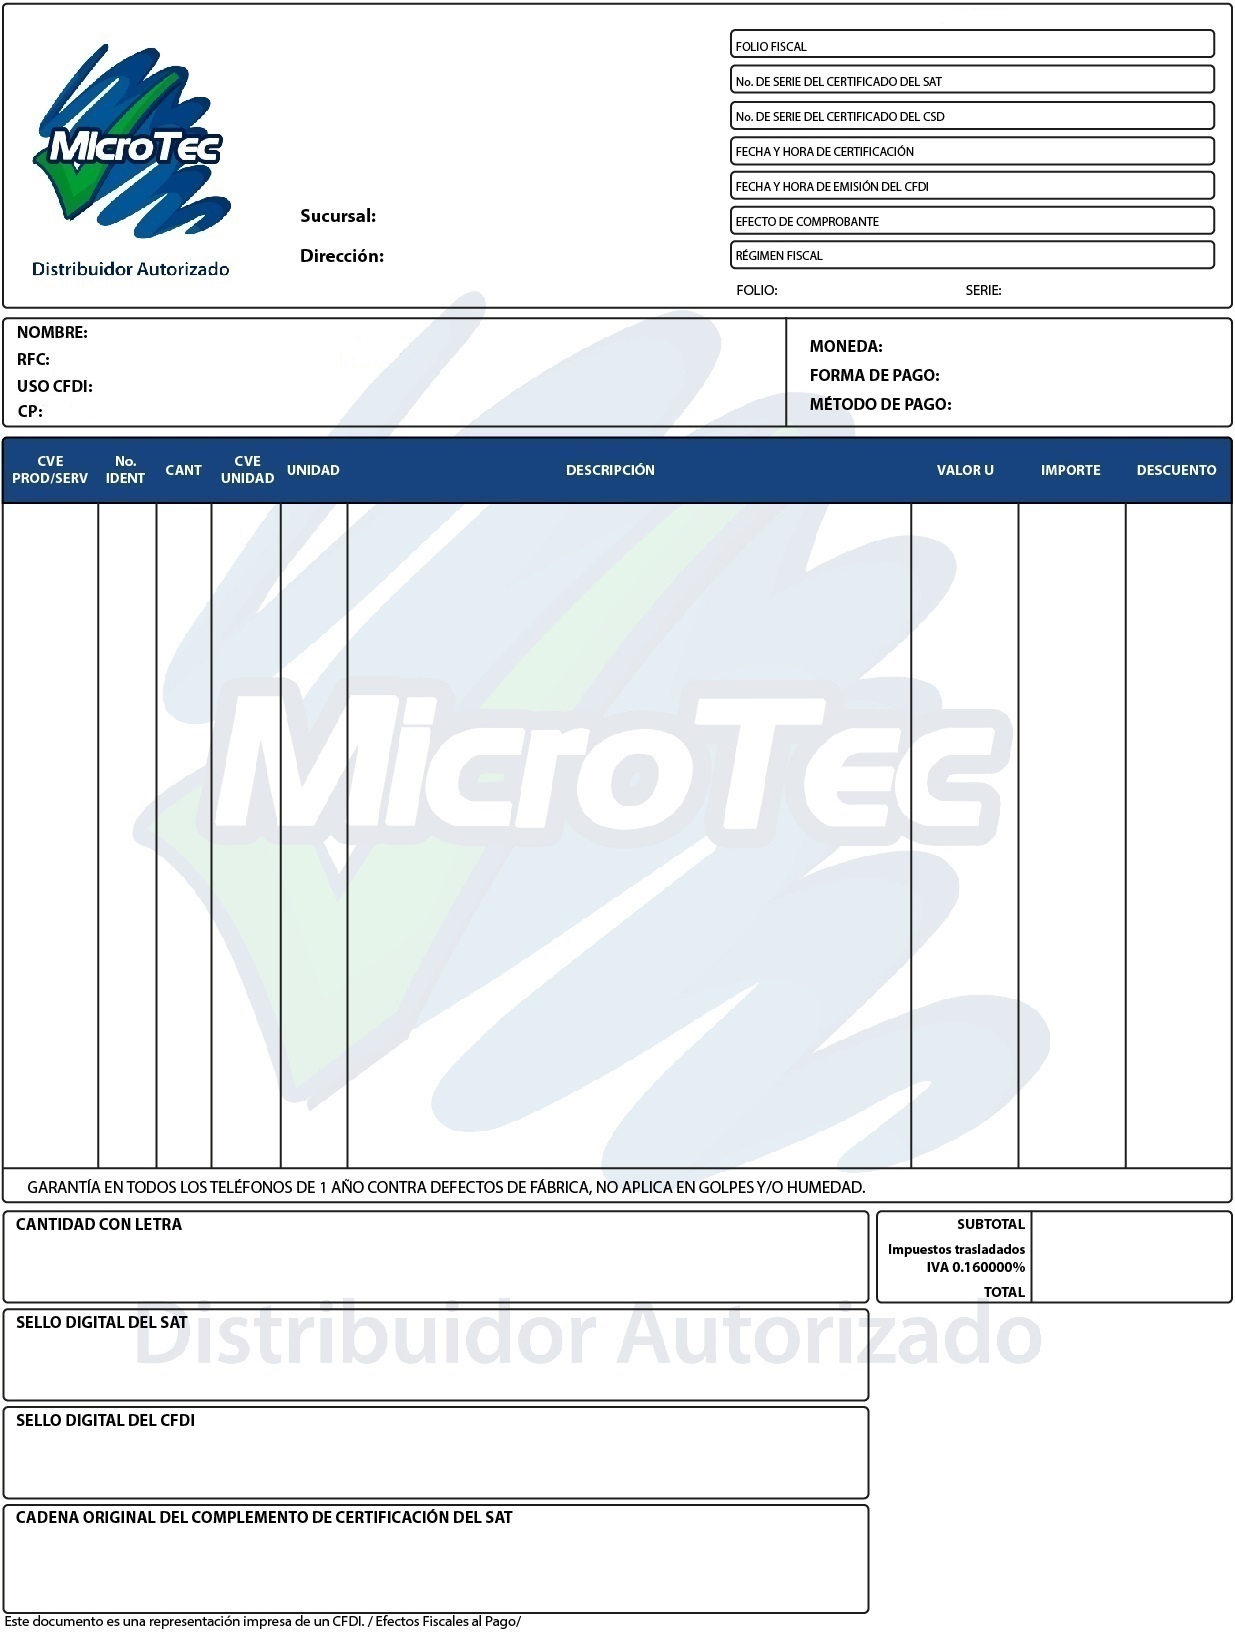 MicroTec
Distribuidor Autorizado
Sucursal:
Dirección:
FOLIO FISCAL
No. DE SERIE DEL CERTIFICADO DEL SAT
No. DE SERIE DEL CERTIFICADO DEL CSD
FECHA Y HORA DE CERTIFICACIÓN
FECHA Y HORA DE EMISIÓN DEL CFDI
EFECTO DE COMPROBANTE
RÉGIMEN FISCAL
FOLIO: SERIE:
NOMBRE:
RFC:
USO CFDI:
CP:
MONEDA:
FORMA DE PAGO:
MÉTODO DE PAGO:
CVE PROD/SERV No. IDENT CANT CVE UNIDAD UNIDAD DESCRIPCIÓN VALOR U IMPORTE DESCUENTO
MicroTec
GARANTÍA EN TODOS LOS TELÉFONOS DE 1 AÑO CONTRA DEFECTOS DE FÁBRICA, NO APLICA EN GOLPES Y/O HUMEDAD.
CANTIDAD CON LETRA
SUBTOTAL
Impuestos trasladados
IVA 0.160000%
TOTAL
Distribuidor Autorizado
SELLO DIGITAL DEL SAT
SELLO DIGITAL DEL CFDI
CADENA ORIGINAL DEL COMPLEMENTO DE CERTIFICACIÓN DEL SAT
Este documento es una representación impresa de un CFDI. / Efectos Fiscales al Pago/